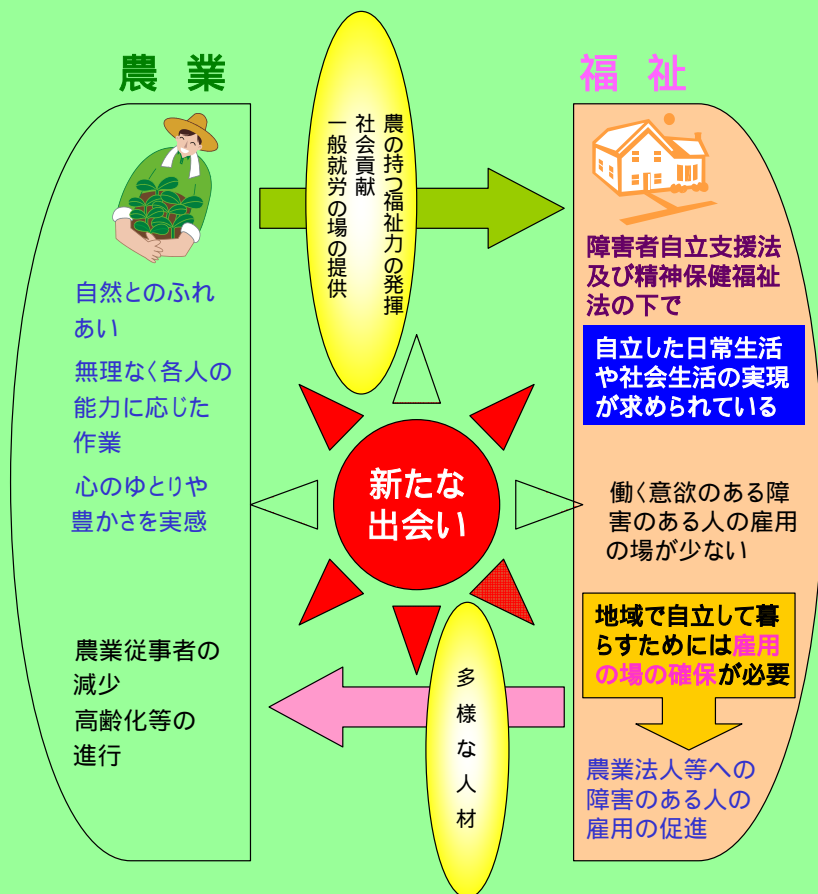 農 業
自然とのふれ
あい
無理なく各人の
能力に応じた
作業
心のゆとりや
豊かさを実感
農業従事者の
減少
高齢化等の
進行
農の持つ福祉力の発揮
社会貢献
一般就労の場の提供
新たな
出会い
多様な人材
福 祉
障害者自立支援法
及び精神保健福祉
法の下で
自立した日常生活
や社会生活の実現
が求められている
働く意欲のある障
害のある人の雇用
の場が少ない
地域で自立して暮
らすためには雇用
の場の確保が必要
農業法人等への
障害のある人の
雇用の促進